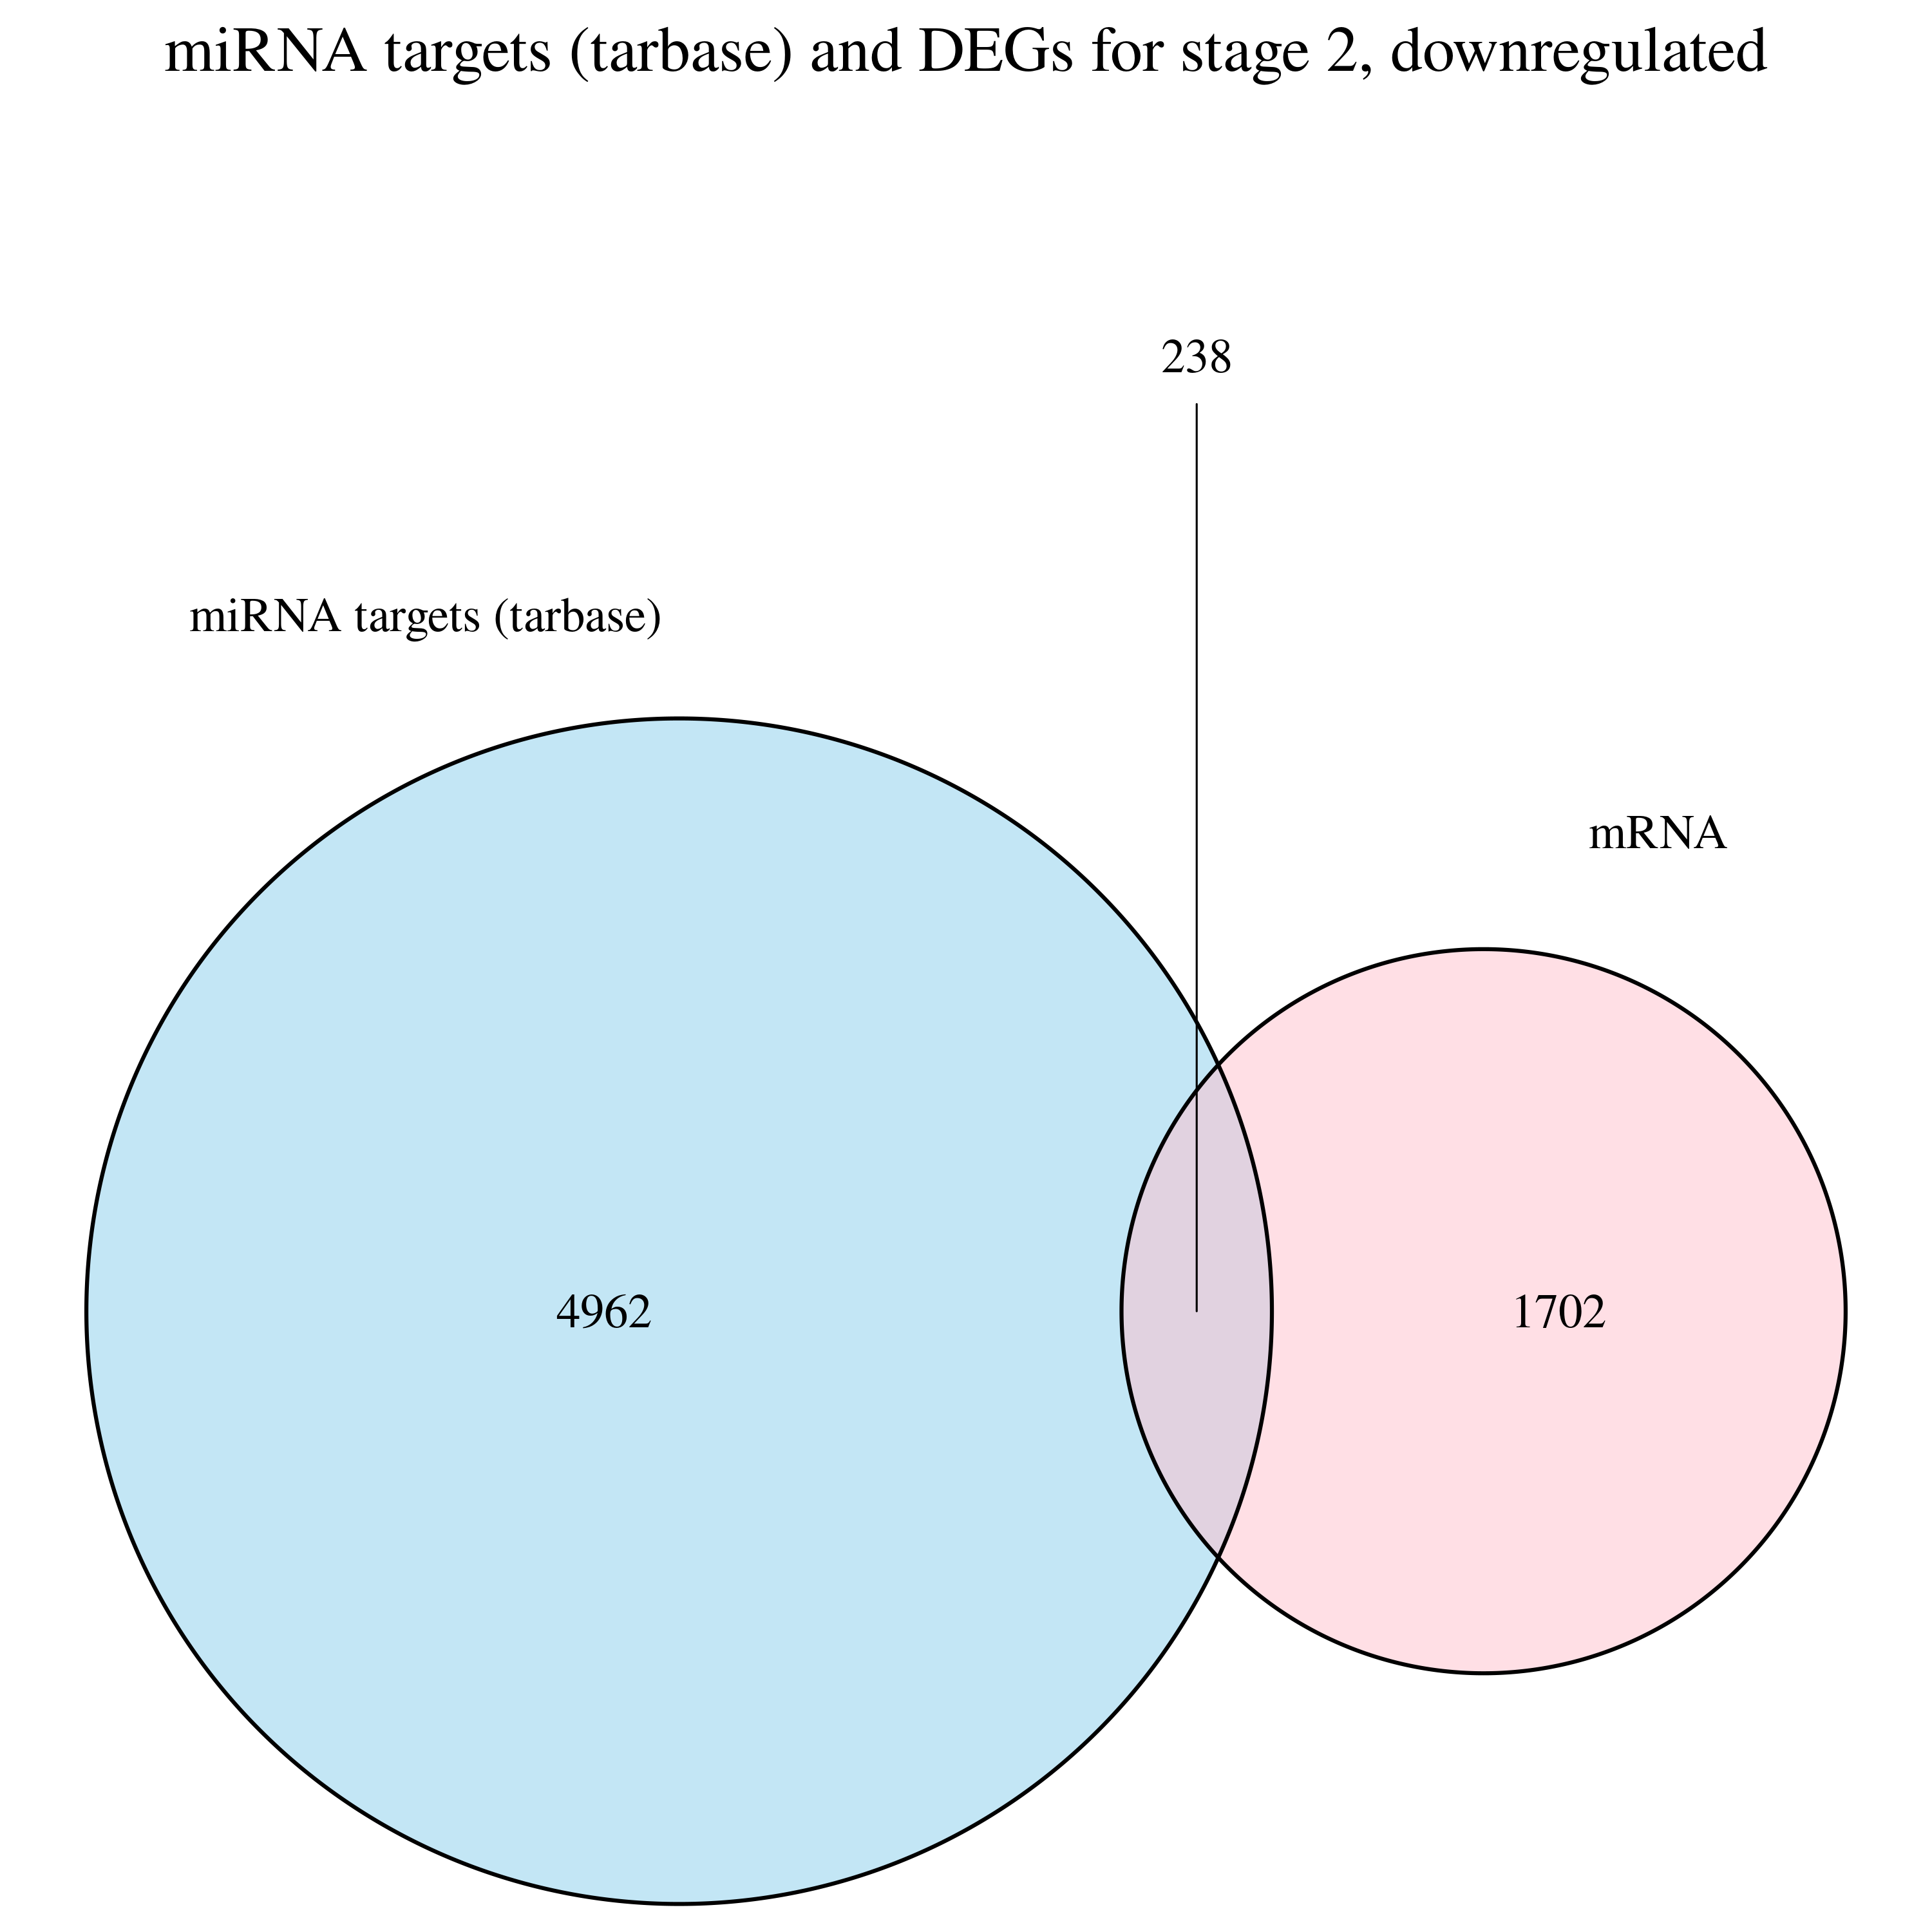 miRNA targets (tarbase) and DEGs for stage 2, downregulated
238
miRNA targets (tarbase)
mRNA
4962
1702